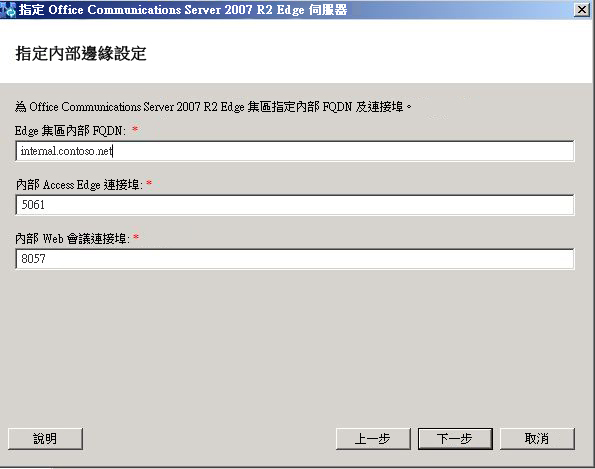 指定 Office Communications Server 2007 R2 Edge 伺服器
指定內部邊緣設定
為 Office Communications Server 2007 R2 Edge 集區指定內部 FQDN 及連接埠。
Edge 集區內部 FQDN: *
internal.contoso.net
內部 Access Edge 連接埠: *
5061
內部 Web 會議連接埠: *
8057
說明
上一步
下一步
取消